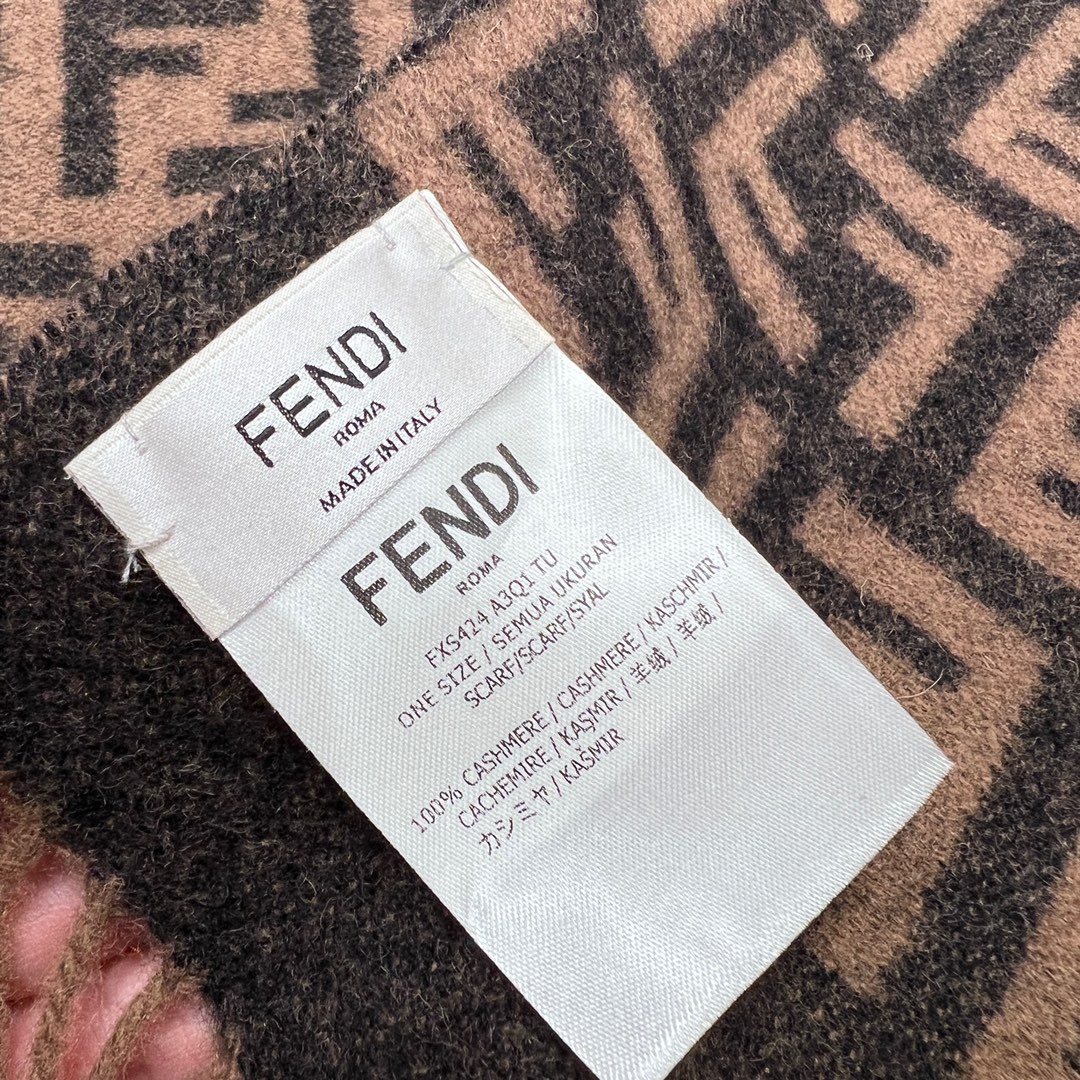 FENDI
ROMA
MADE IN ITALY
FENDI
ROMA
FXS424 A3Q1 TU
ONE SIZE / SEMUA UKURAN
SCARF/SCARF/SYAL
100% CASHMERE / CASHMERE / KASCHMIR /
CACHEMIRE / KAŞMIR / 羊绒 / 羊绒 /
カシミヤ / KAŠMIR